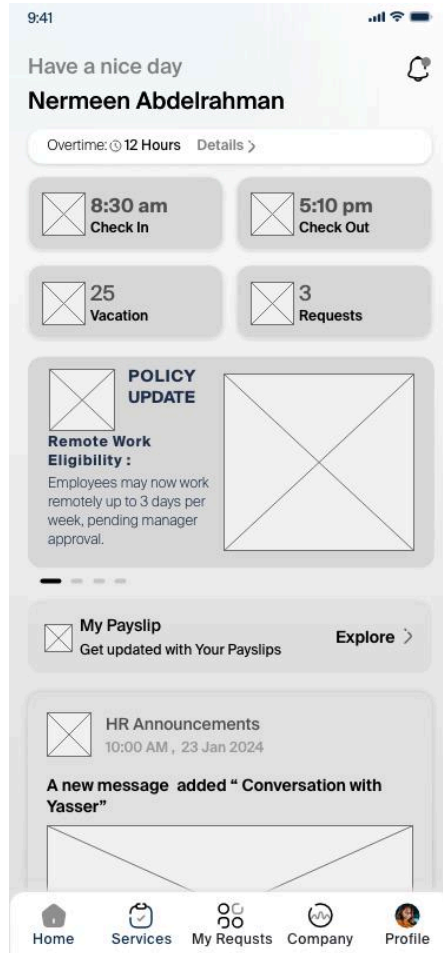 9:41
Have a nice day
Nermeen Abdelrahman
Overtime: 12 Hours Details >
8:30 am
Check In
5:10 pm
Check Out
25
Vacation
3
Requests
POLICY
UPDATE
Remote Work
Eligibility :
Employees may now work
remotely up to 3 days per
week, pending manager
approval.
My Payslip
Get updated with Your Payslips
Explore >
HR Announcements
10:00 AM , 23 Jan 2024
A new message added “ Conversation with
Yasser”
Home Services My Requsts Company Profile